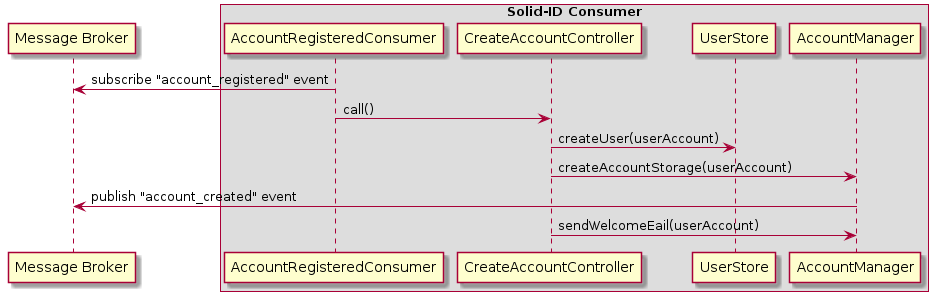 Solid-ID Consumer
Message Broker
AccountRegisteredConsumer
CreateAccountController
UserStore
AccountManager
subscribe "account_registered" event
call()
createUser(userAccount)
createAccountStorage(userAccount)
publish "account_created" event
sendWelcomeEail(userAccount)
Message Broker
AccountRegisteredConsumer
CreateAccountController
UserStore
AccountManager